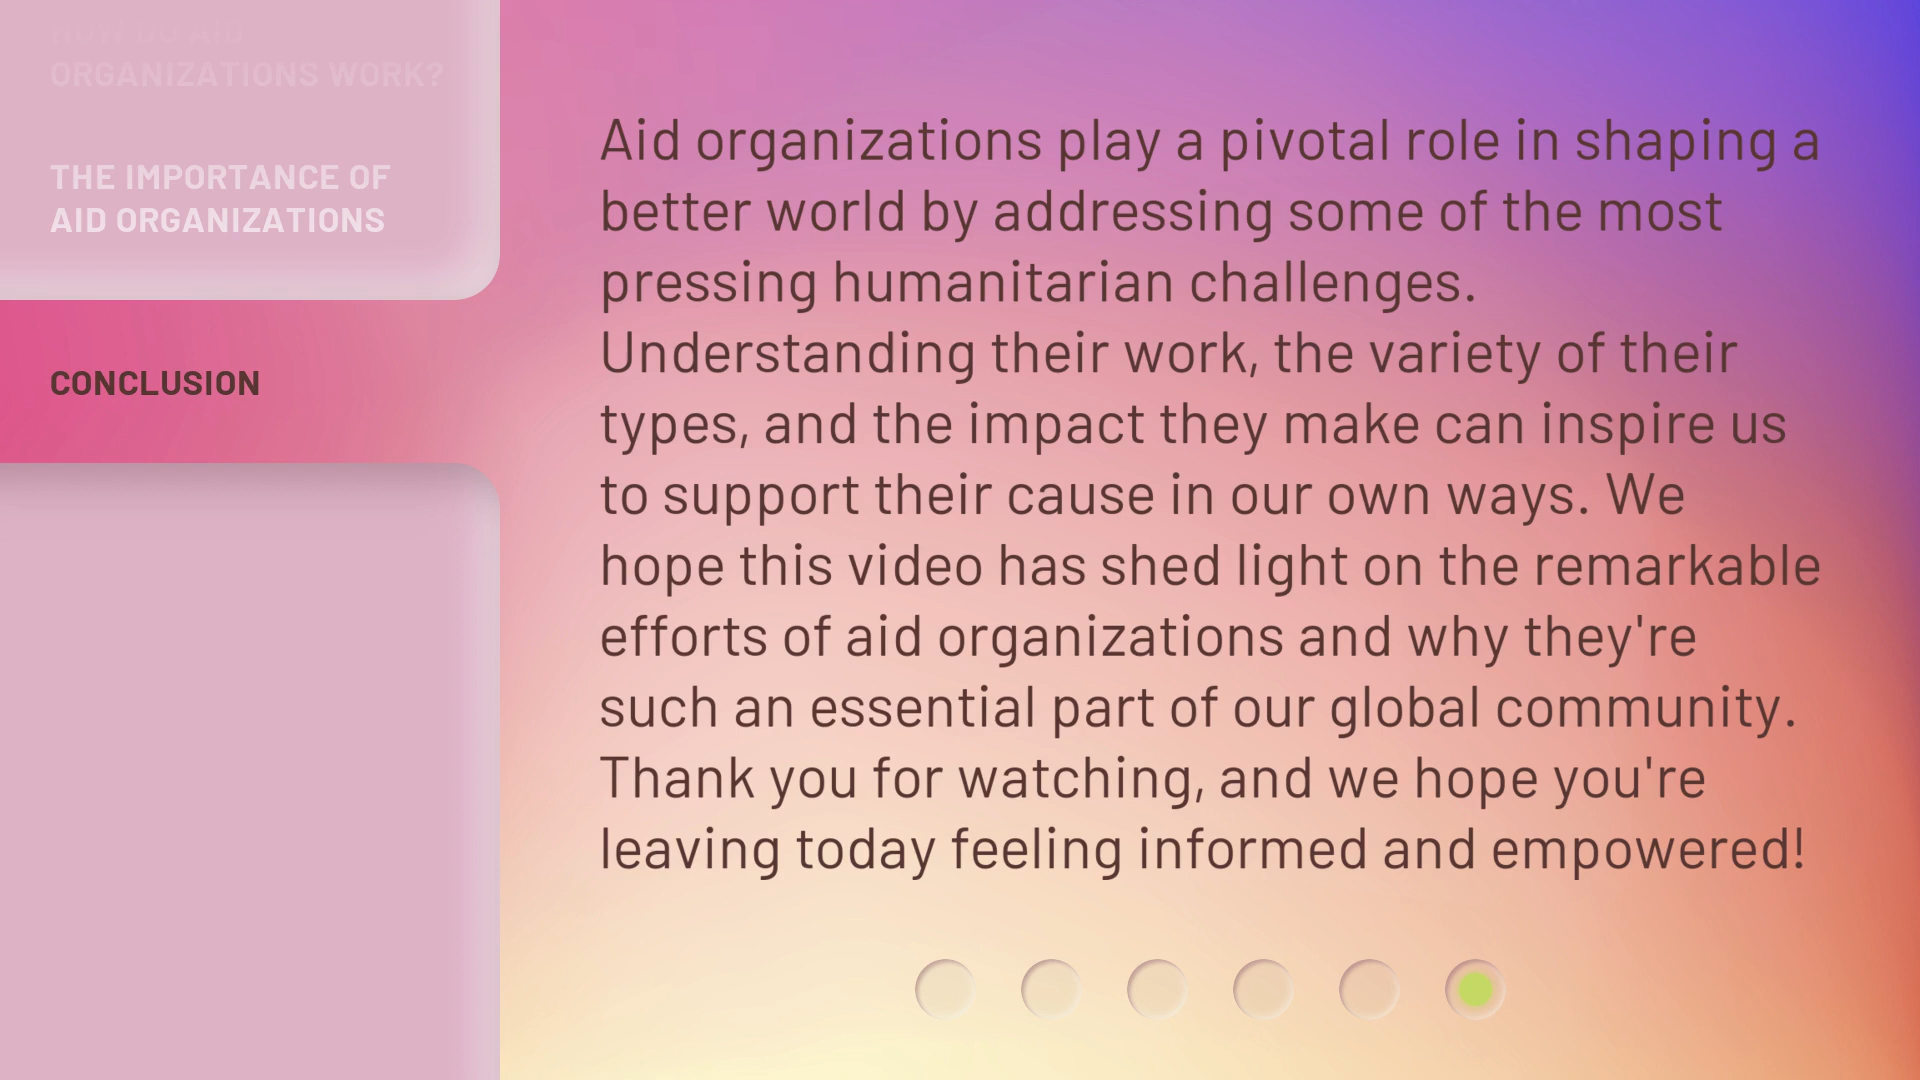 HOW DO AID
ORGANIZATIONS WORK?
THE IMPORTANCE OF
AID ORGANIZATIONS
CONCLUSION
Aid organizations play a pivotal role in shaping a
better world by addressing some of the most
pressing humanitarian challenges.
Understanding their work, the variety of their
types, and the impact they make can inspire us
to support their cause in our own ways. We
hope this video has shed light on the remarkable
efforts of aid organizations and why they're
such an essential part of our global community.
Thank you for watching, and we hope you're
leaving today feeling informed and empowered!